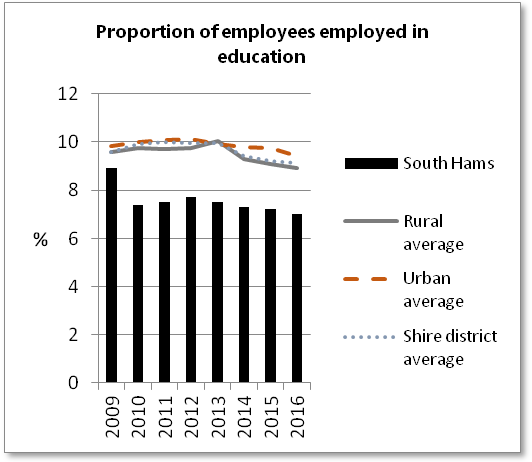 Proportion of employees employed in
education
12
10
8
6
4
2
0
%
2009
2010
2011
2012
2013
2014
2015
2016
South Hams
Rural
average
Urban
average
Shire district
average